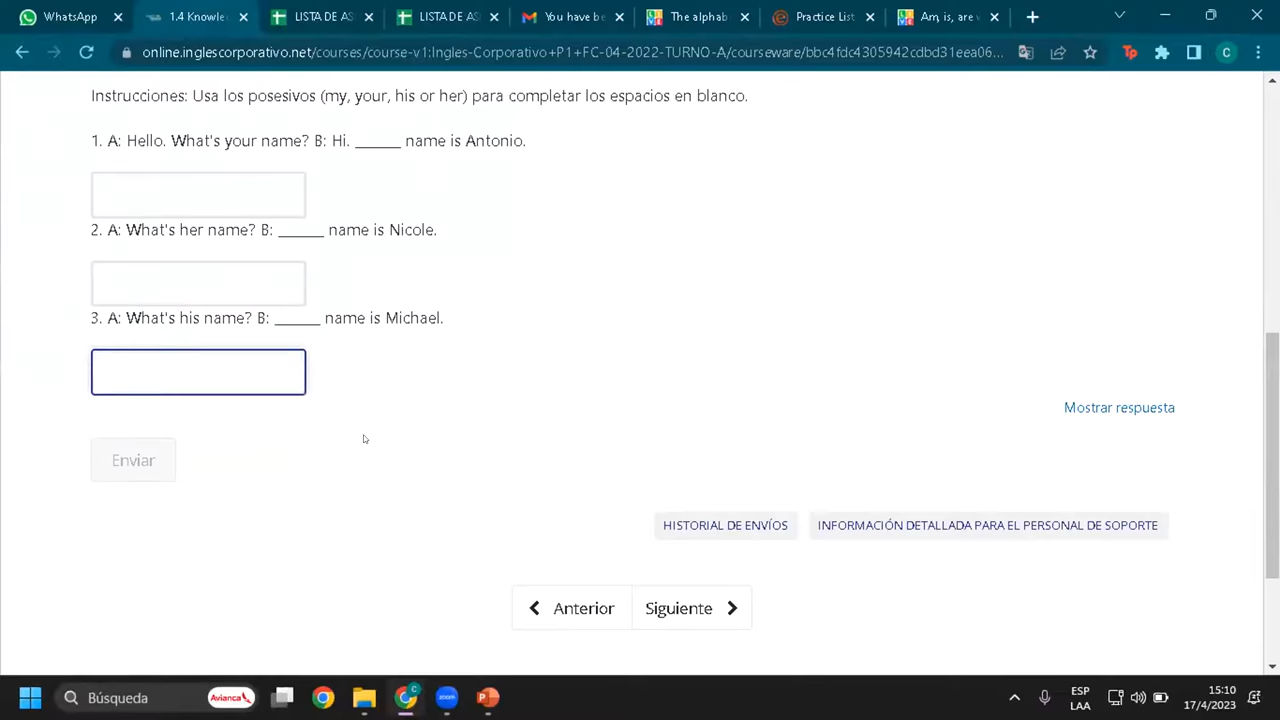 WhatsApp
1.4 Knowle
LISTA DE AS
LISTA DE AS
You have be
The alphab
Practice List
Am, is, are v
online.inglescorporativo.net/courses/course-v1:Ingles-Corporativo+P1+FC-04-2022-TURNO-A/courseware/bbc4fdc4305942cdbd31eea06...
Instrucciones: Usa los posesivos (my, your, his or her) para completar los espacios en blanco.
1. A: Hello. What's your name? B: Hi. ______ name is Antonio.
2. A: What's her name? B: ______ name is Nicole.
3. A: What's his name? B: ______ name is Michael.
Mostrar respuesta
Enviar
HISTORIAL DE ENVÍOS
INFORMACIÓN DETALLADA PARA EL PERSONAL DE SOPORTE
Anterior
Siguiente
Búsqueda
Avianca
zoom
ESP
LAA
15:10
17/4/2023